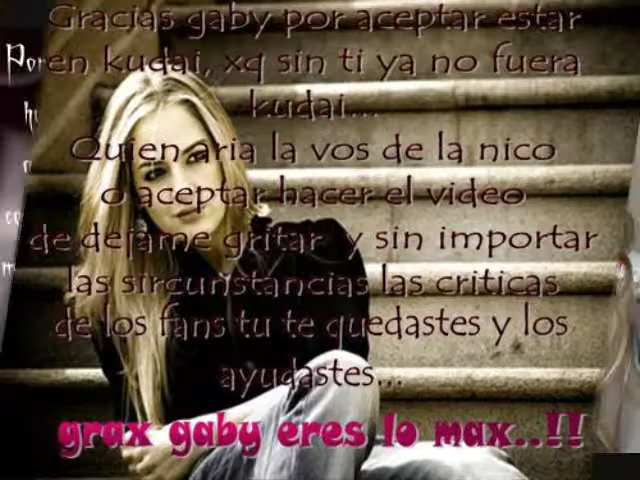 Gracias gaby por aceptar estar
en kudai, xq sin ti ya no fuera
kudai...
Quien aria la vos de la nico
o aceptar hacer el video
de dejame gritar y sin importar
las sircunstancias las criticas
de los fans tu te quedastes y los
ayudastes...
grax gaby eres lo max..!!
Por